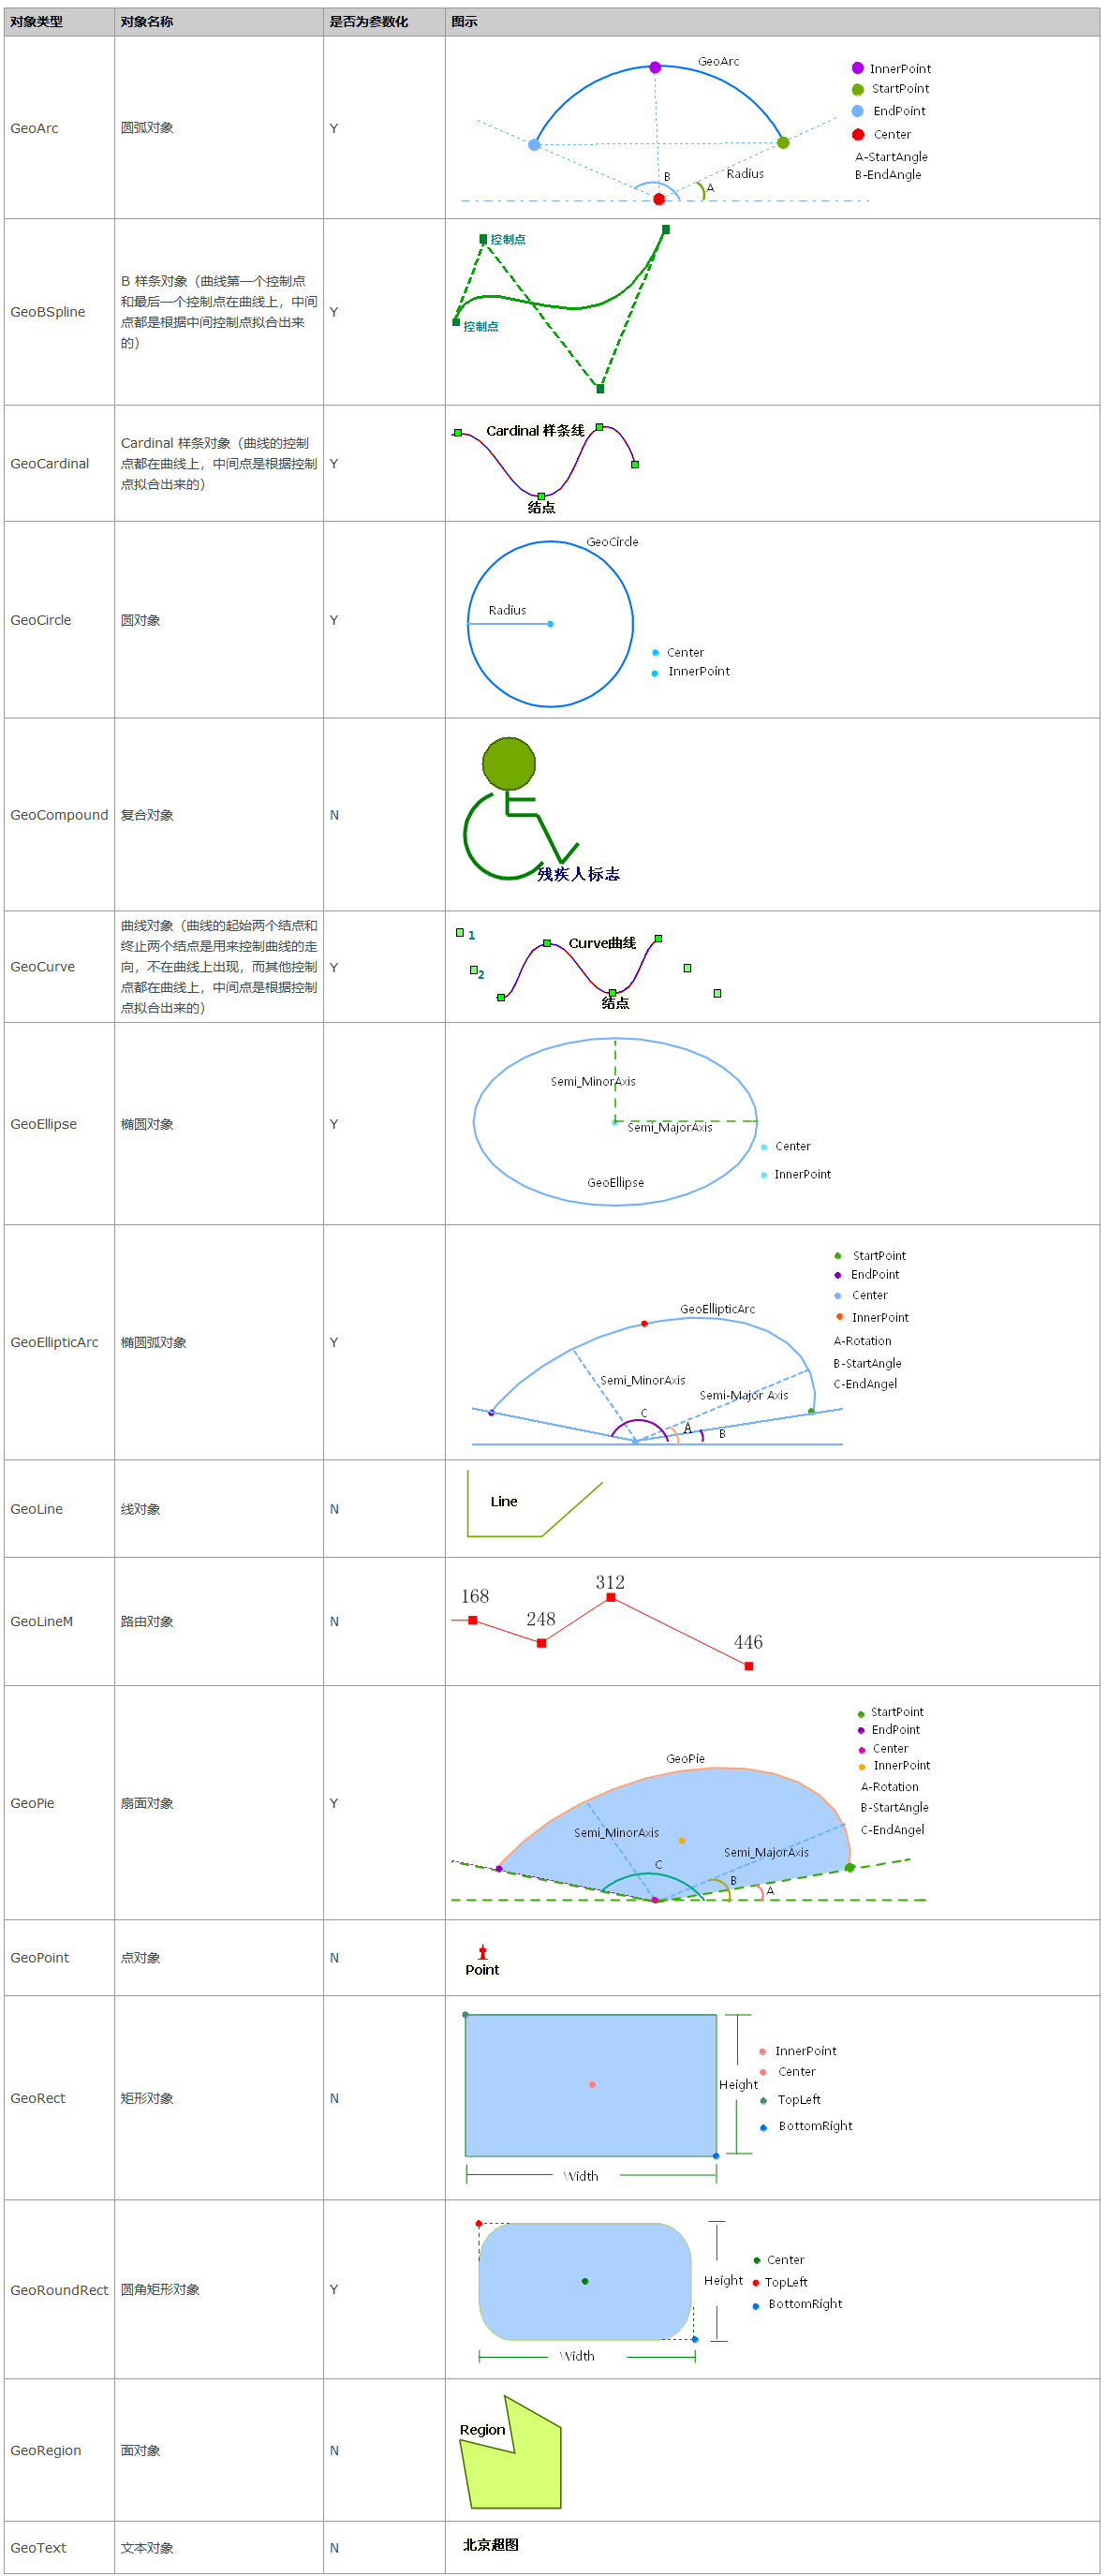 对象类型 对象名称 是否为参数化 图示
GeoArc 圆弧对象 Y
GeoArc
InnerPoint
StartPoint
EndPoint
Center
A-StartAngle
B-EndAngle
Radius
B
A
GeoBSpline
B 样条对象（曲线第一个控制点
和最后一个控制点在曲线上，中间
点都是根据中间控制点拟合出来
的）
Y
控制点
控制点
GeoCardinal
Cardinal 样条对象（曲线的控制
点都在曲线上，中间点是根据控制
点拟合出来的）
Y
Cardinal 样条线
结点
GeoCircle 圆对象 Y
GeoCircle
Radius
Center
InnerPoint
GeoCompound 复合对象 N
残疾人标志
GeoCurve
曲线对象（曲线的起始两个结点和
终止两个结点是用来控制曲线的走
向，不在曲线上出现，而其他控制
点都在曲线上，中间点是根据控制
点拟合出来的）
Y
1
2
Curve曲线
结点
GeoEllipse 椭圆对象 Y
Semi_MinorAxis
Semi_MajorAxis
GeoEllipse
Center
InnerPoint
GeoEllipticArc 椭圆弧对象 Y
StartPoint
EndPoint
Center
InnerPoint
A-Rotation
B-StartAngle
C-EndAngel
GeoEllipticArc
Semi_MinorAxis
Semi-Major Axis
C
A
B
GeoLine 线对象 N
Line
GeoLineM 路由对象 N
168
248
312
446
GeoPie 扇面对象 Y
StartPoint
EndPoint
Center
InnerPoint
A-Rotation
B-StartAngle
C-EndAngel
GeoPie
Semi_MinorAxis
Semi_MajorAxis
C
B
A
GeoPoint 点对象 N
Point
GeoRect 矩形对象 N
InnerPoint
Center
TopLeft
BottomRight
Height
Width
GeoRoundRect 圆角矩形对象 Y
Center
TopLeft
BottomRight
Height
Width
GeoRegion 面对象 N
Region
GeoText 文本对象 N
北京超图